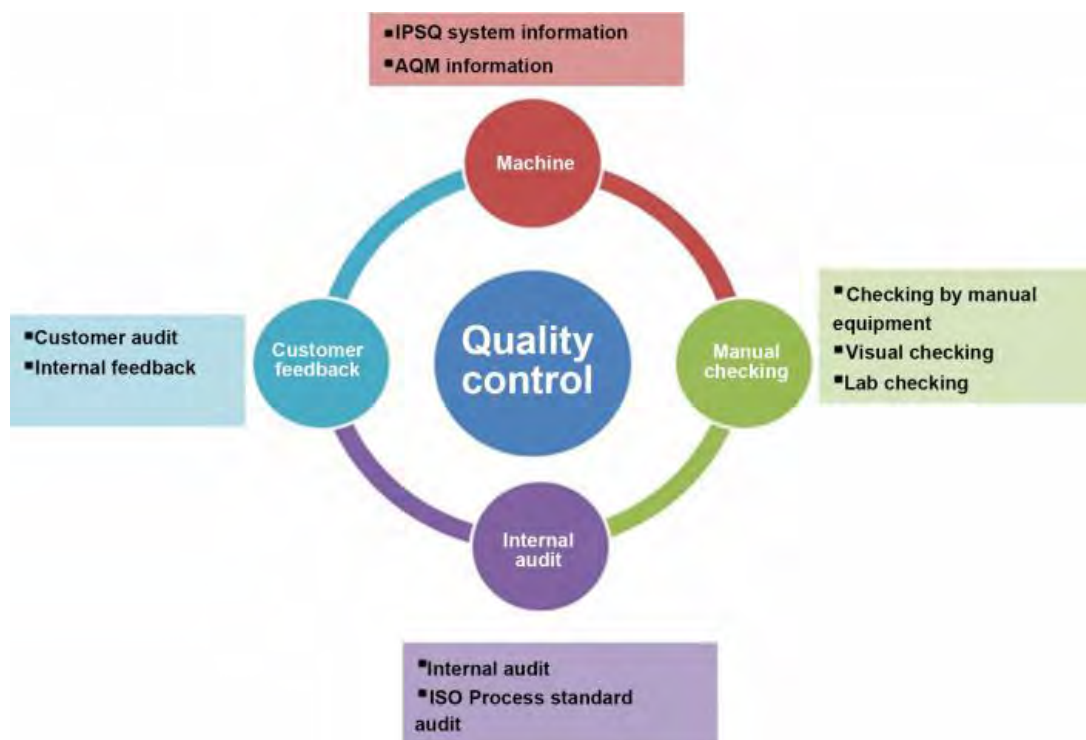 ▪IPSQ system information
▪AQM information
Machine
▪Checking by manual
equipment
▪Visual checking
▪Lab checking
▪Customer audit
▪Internal feedback
Customer
feedback
Quality
control
Manual
checking
Internal
audit
▪Internal audit
▪ISO Process standard
audit